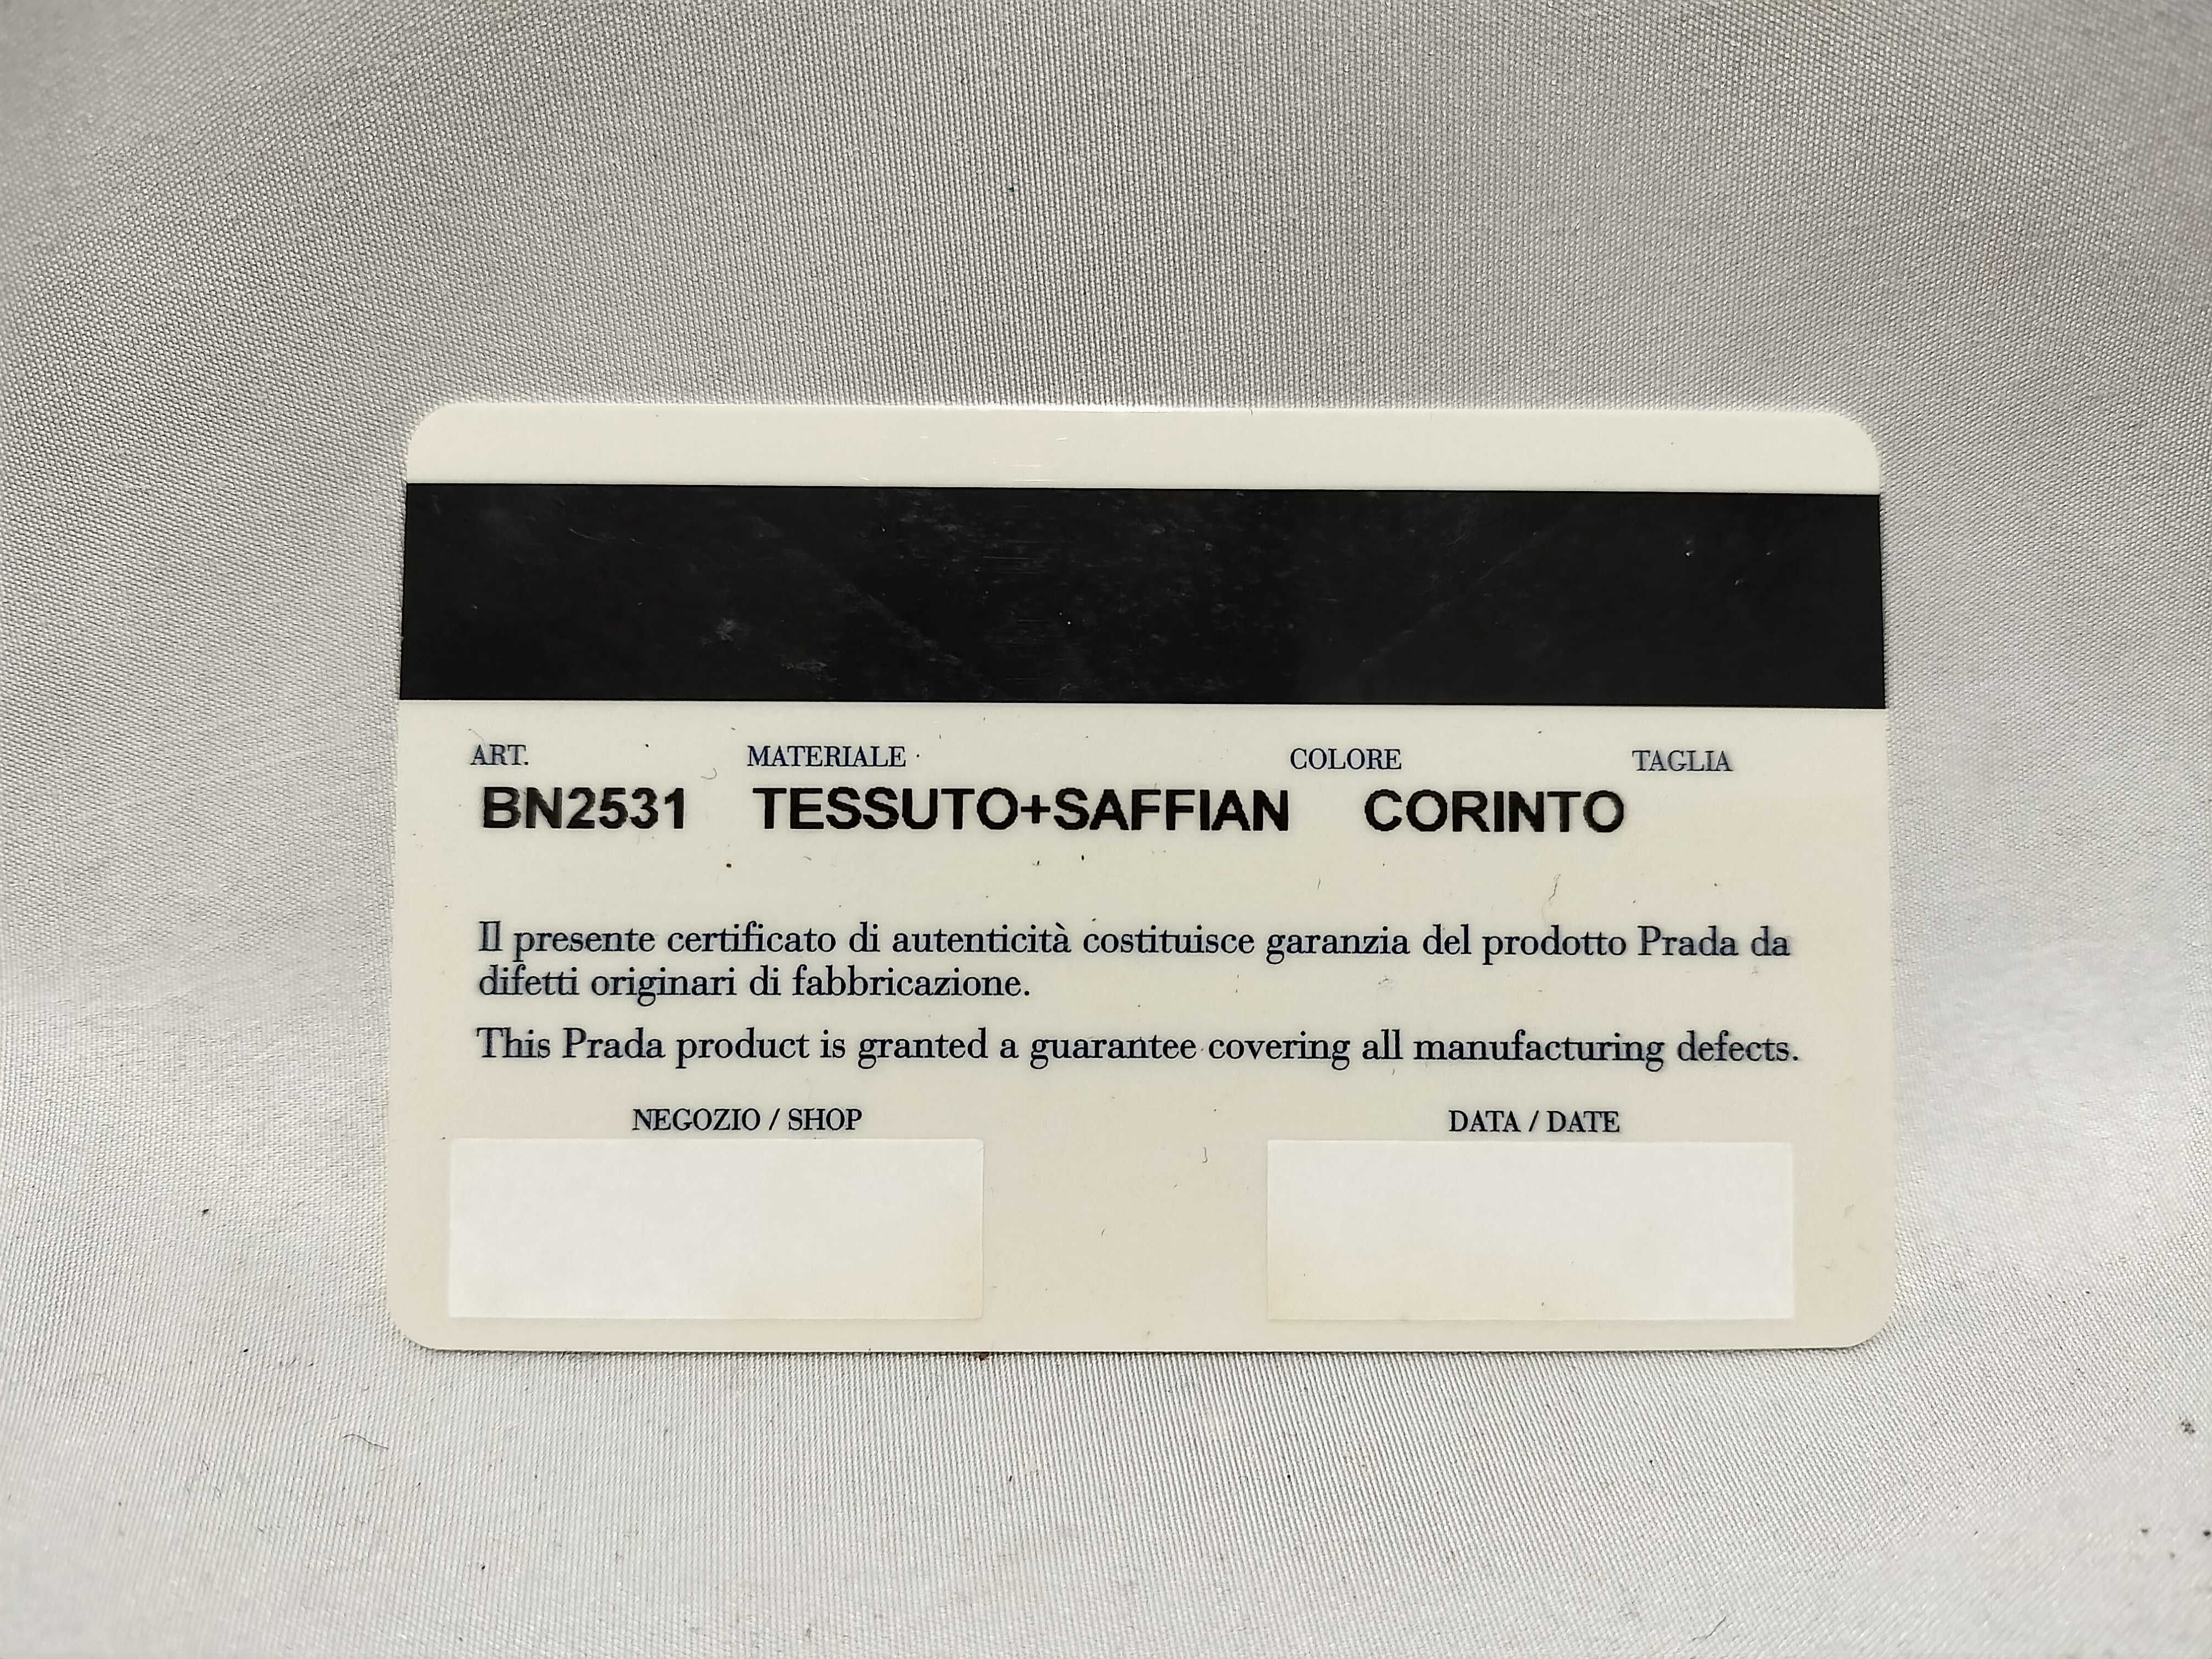 ART. MATERIALE COLORE TAGLIA
BN2531 TESSUTO+SAFFIAN CORINTO
Il presente certificato di autenticità costituisce garanzia del prodotto Prada da
difetti originari di fabbricazione.
This Prada product is granted a guarantee covering all manufacturing defects.
NEGOZIO / SHOP DATA / DATE